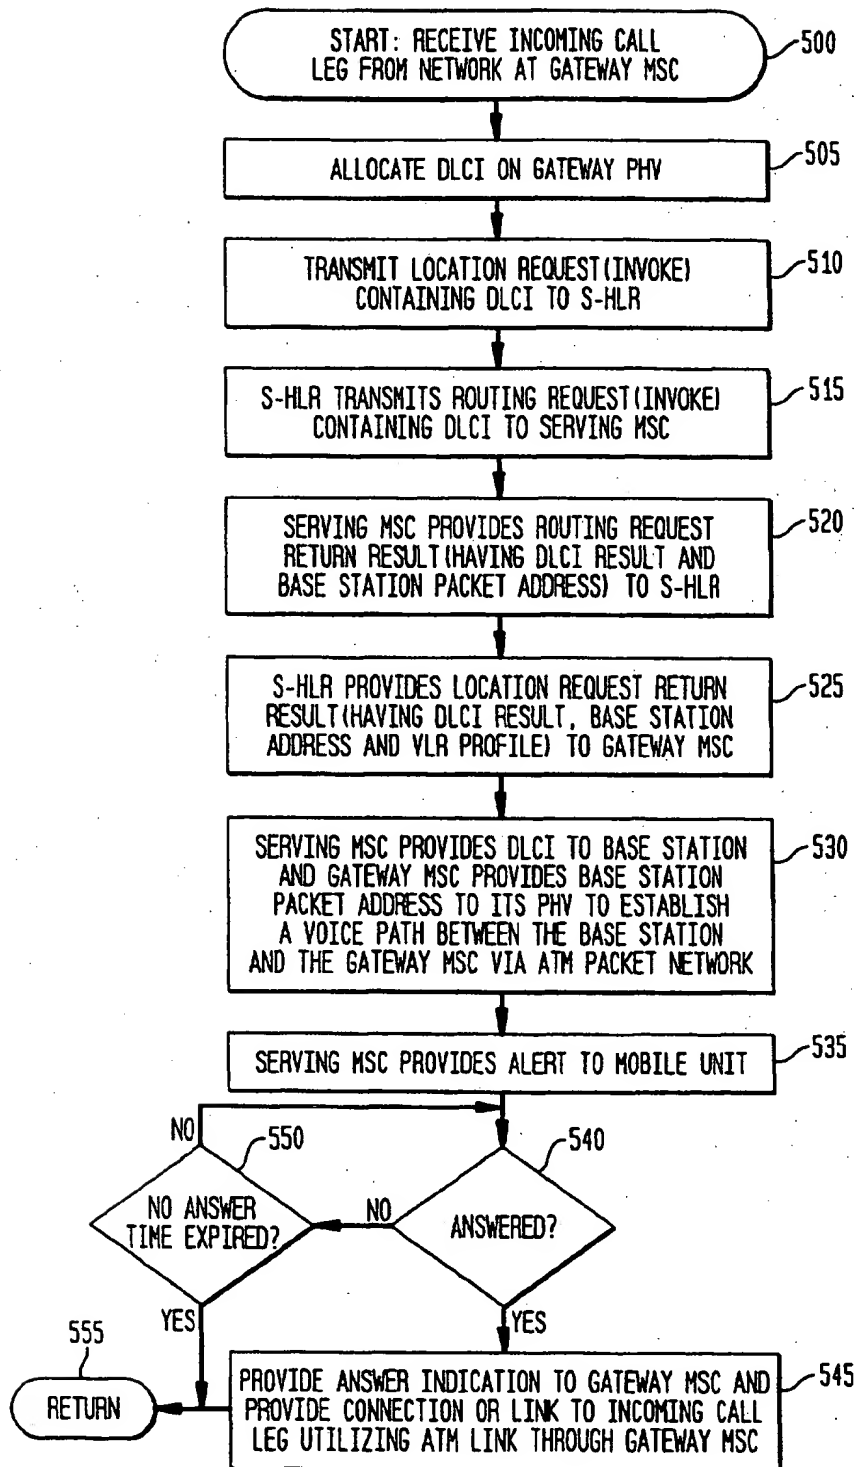 START: RECEIVE INCOMING CALL
LEG FROM NETWORK AT GATEWAY MSC
500
ALLOCATE DLCI ON GATEWAY PHV
505
TRANSMIT LOCATION REQUEST(INVOKE)
CONTAINING DLCI TO S-HLR
510
S-HLR TRANSMITS ROUTING REQUEST(INVOKE)
CONTAINING DLCI TO SERVING MSC
515
SERVING MSC PROVIDES ROUTING REQUEST
RETURN RESULT(HAVING DLCI RESULT AND
BASE STATION PACKET ADDRESS) TO S-HLR
520
S-HLR PROVIDES LOCATION REQUEST RETURN
RESULT(HAVING DLCI RESULT, BASE STATION
ADDRESS AND VLR PROFILE) TO GATEWAY MSC
525
SERVING MSC PROVIDES DLCI TO BASE STATION
AND GATEWAY MSC PROVIDES BASE STATION
PACKET ADDRESS TO ITS PHV TO ESTABLISH
A VOICE PATH BETWEEN THE BASE STATION
AND THE GATEWAY MSC VIA ATM PACKET NETWORK
530
SERVING MSC PROVIDES ALERT TO MOBILE UNIT
535
NO
550
540
NO ANSWER
TIME EXPIRED?
NO
ANSWERED?
YES
YES
555
RETURN
PROVIDE ANSWER INDICATION TO GATEWAY MSC AND
PROVIDE CONNECTION OR LINK TO INCOMING CALL
LEG UTILIZING ATM LINK THROUGH GATEWAY MSC
545